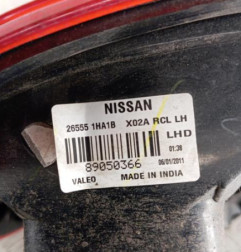 NISSAN
26555 1HA1B X02A RCL LH
LHD
01:38
89050366 06/01/2011
VALEO MADE IN INDIA